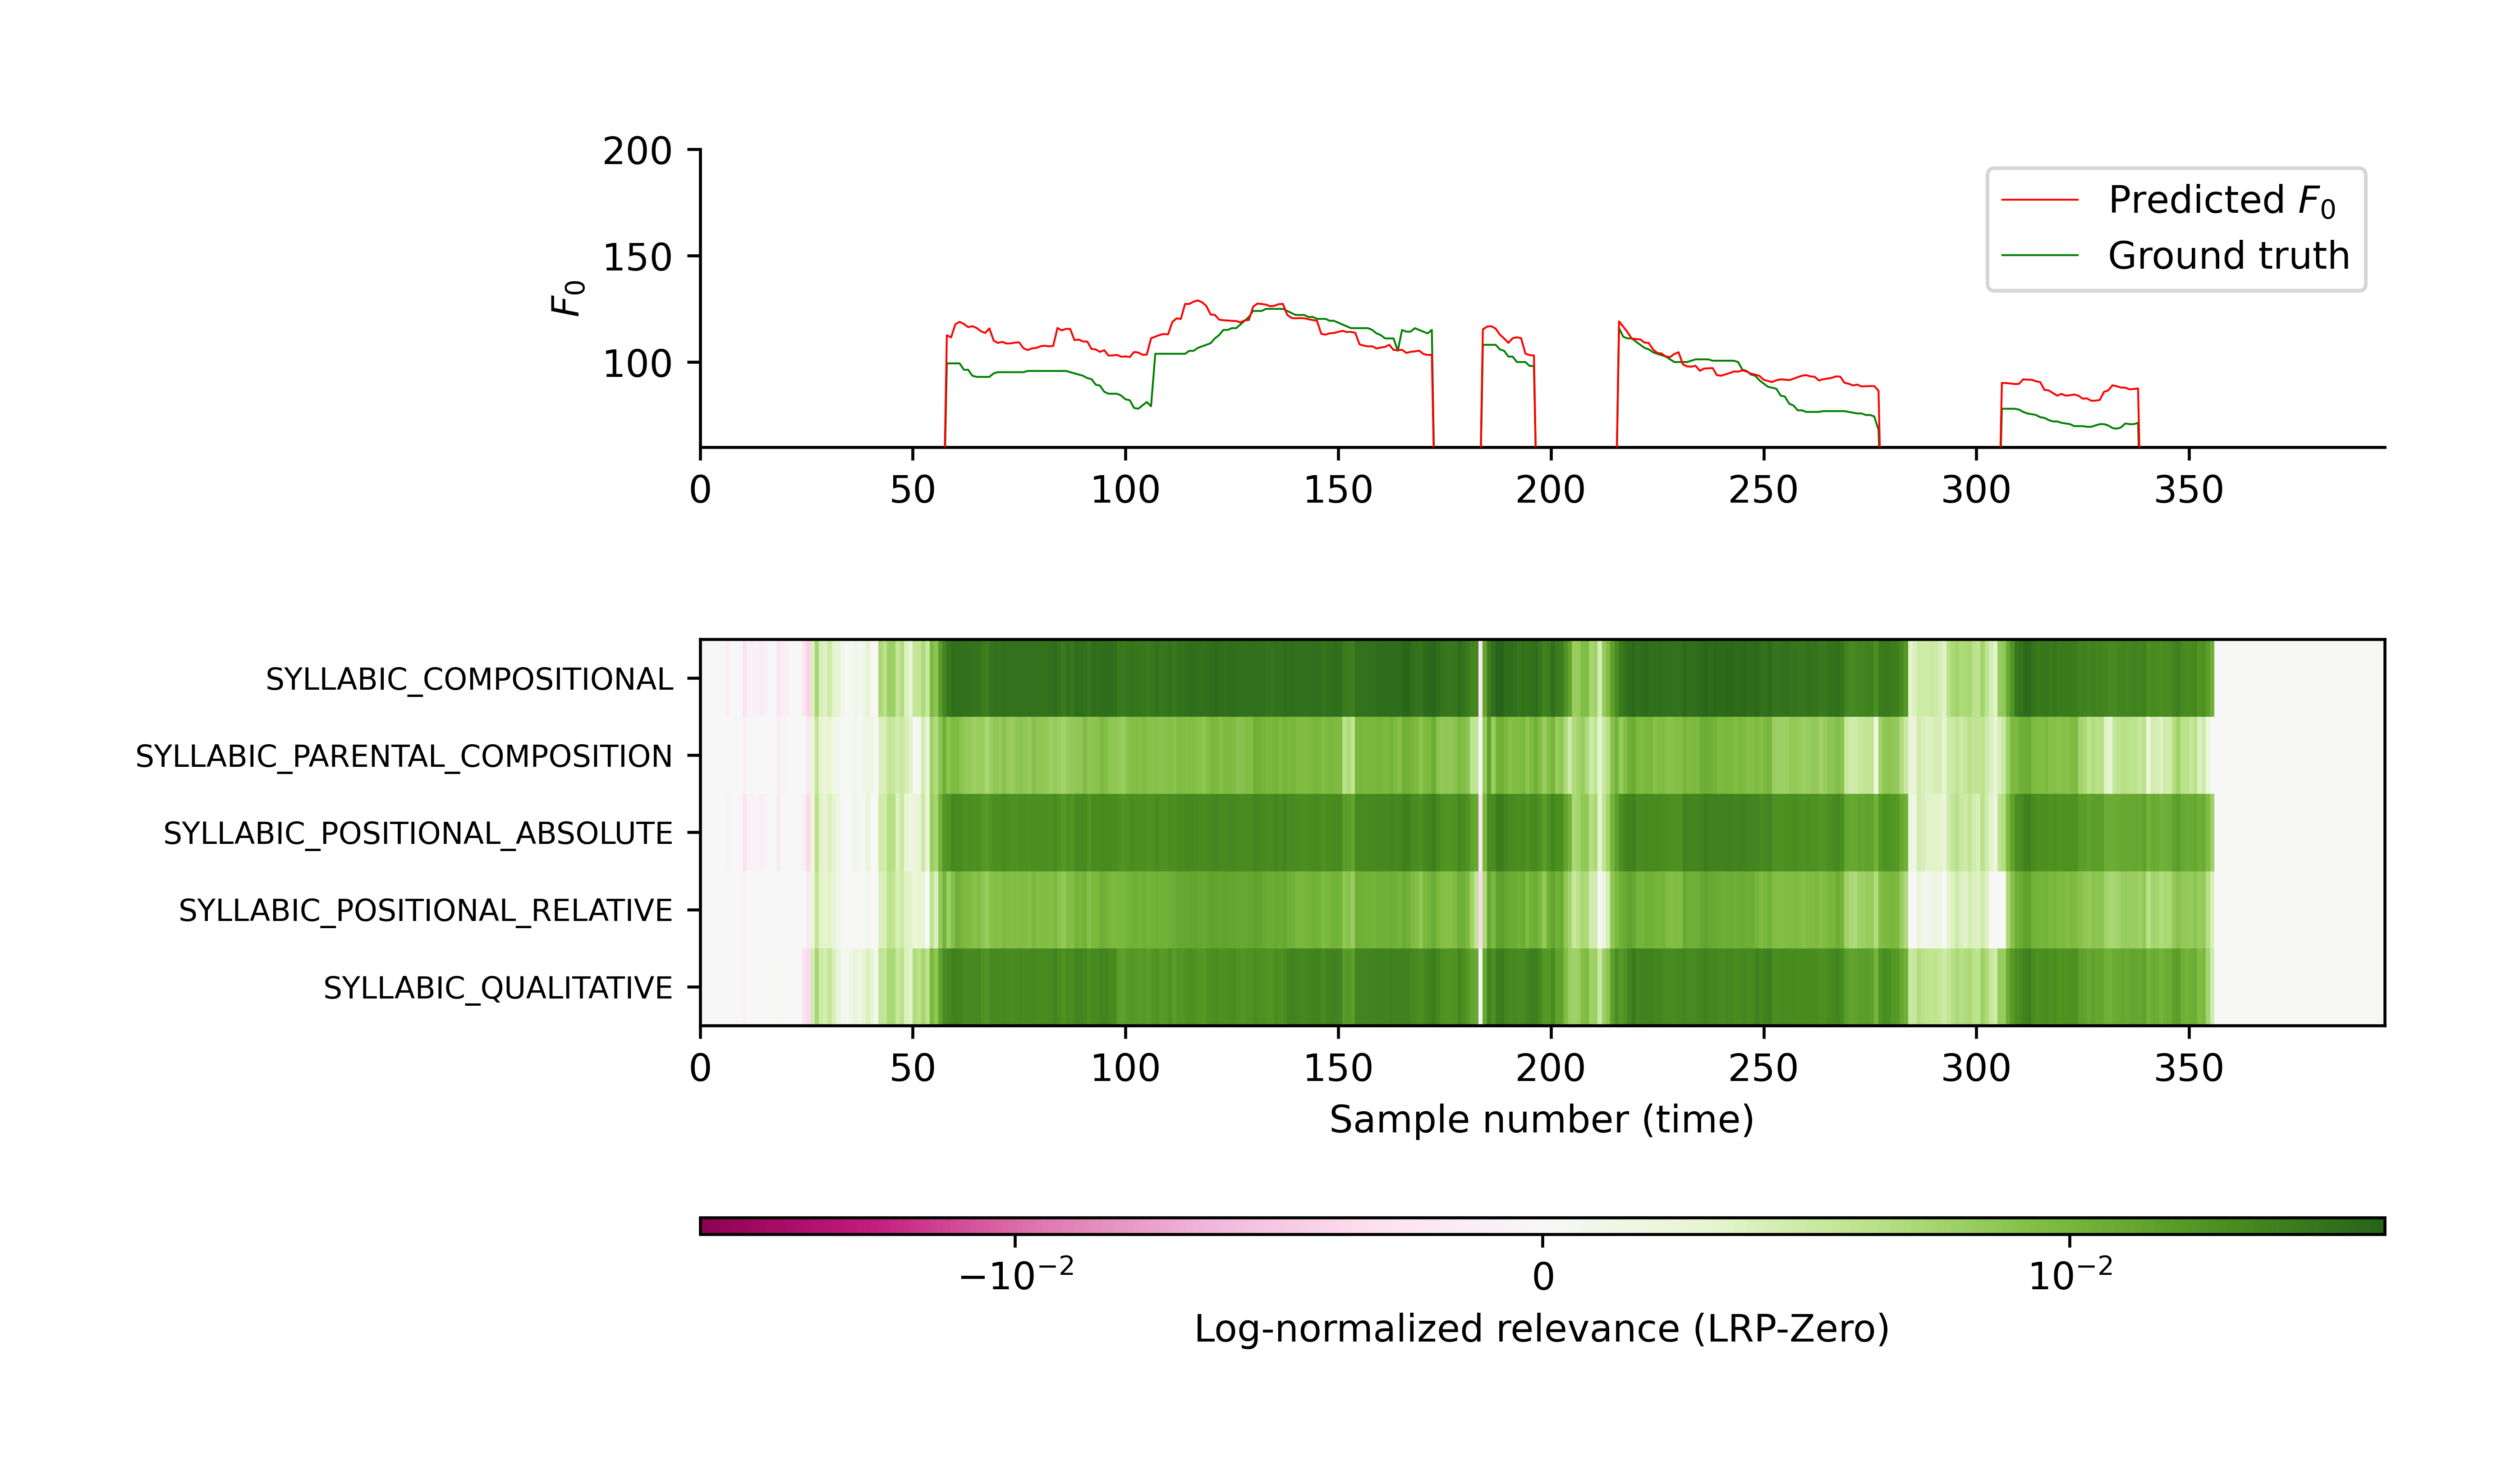 200
150
100
F₀
Predicted F₀
Ground truth
0 50 100 150 200 250 300 350
SYLLABIC_COMPOSITIONAL
SYLLABIC_PARENTAL_COMPOSITION
SYLLABIC_POSITIONAL_ABSOLUTE
SYLLABIC_POSITIONAL_RELATIVE
SYLLABIC_QUALITATIVE
0 50 100 150 200 250 300 350
Sample number (time)
−10⁻² 0 10⁻²
Log-normalized relevance (LRP-Zero)